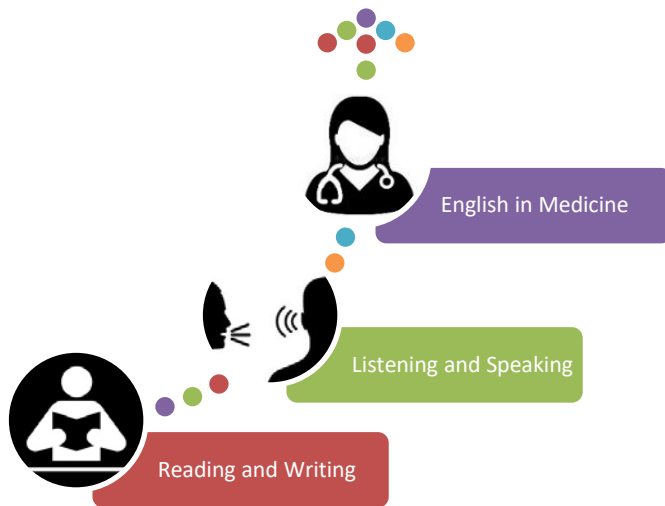 English in Medicine
Listening and Speaking
Reading and Writing